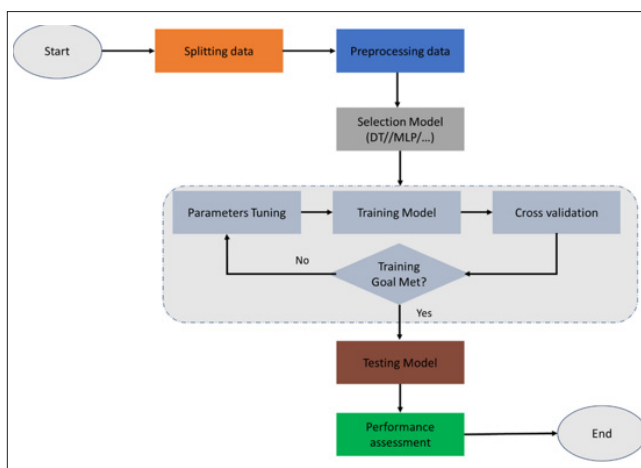 Start
Splitting data
Preprocessing data
Selection Model
(DT//MLP/...)
Parameters Tuning
Training Model
Cross validation
Training
Goal Met?
No
Yes
Testing Model
Performance
assessment
End